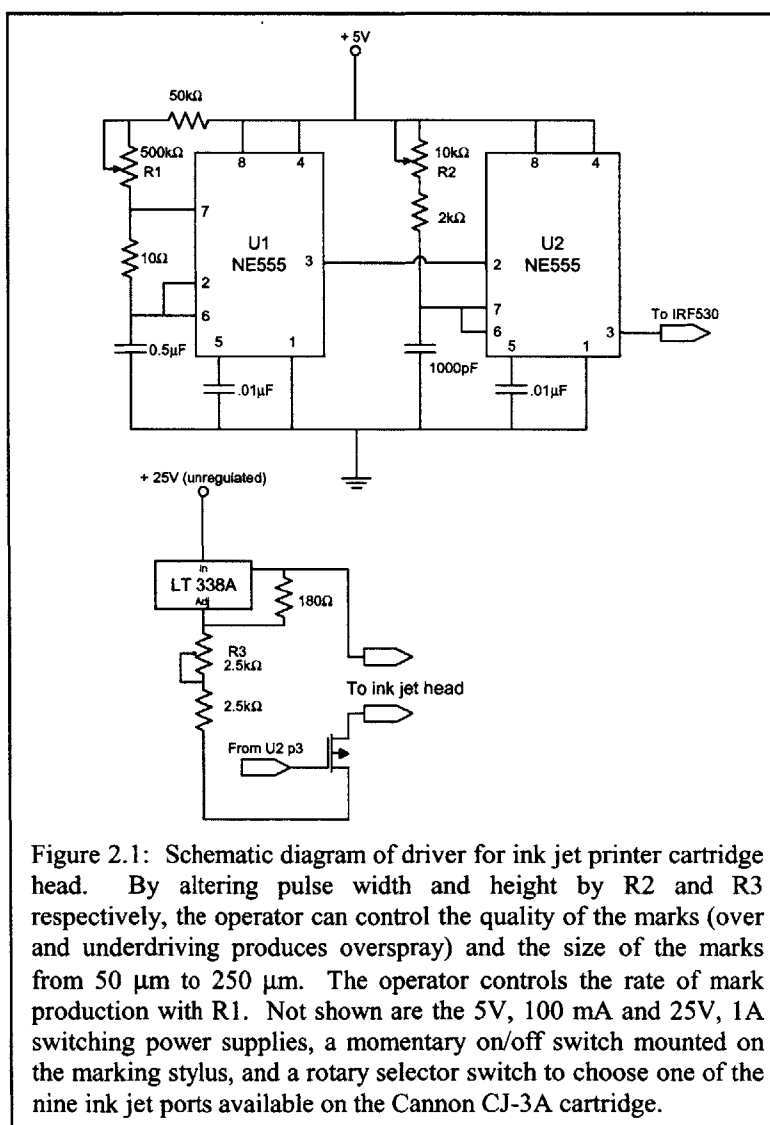 + 5V
50kΩ
500kΩ
R1
8
4
10kΩ
R2
8
4
7
2kΩ
10Ω
U1
NE555
3
U2
NE555
2
2
7
6
6
3
To IRF530
0.5μF
5
1
1000pF
5
1
.01μF
.01μF
+ 25V (unregulated)
In
LT 338A
Adj
180Ω
R3
2.5kΩ
To ink jet head
2.5kΩ
From U2 p3
Figure 2.1: Schematic diagram of driver for ink jet printer cartridge
head. By altering pulse width and height by R2 and R3
respectively, the operator can control the quality of the marks (over
and underdriving produces overspray) and the size of the marks
from 50 μm to 250 μm. The operator controls the rate of mark
production with R1. Not shown are the 5V, 100 mA and 25V, 1A
switching power supplies, a momentary on/off switch mounted on
the marking stylus, and a rotary selector switch to choose one of the
nine ink jet ports available on the Cannon CJ-3A cartridge.